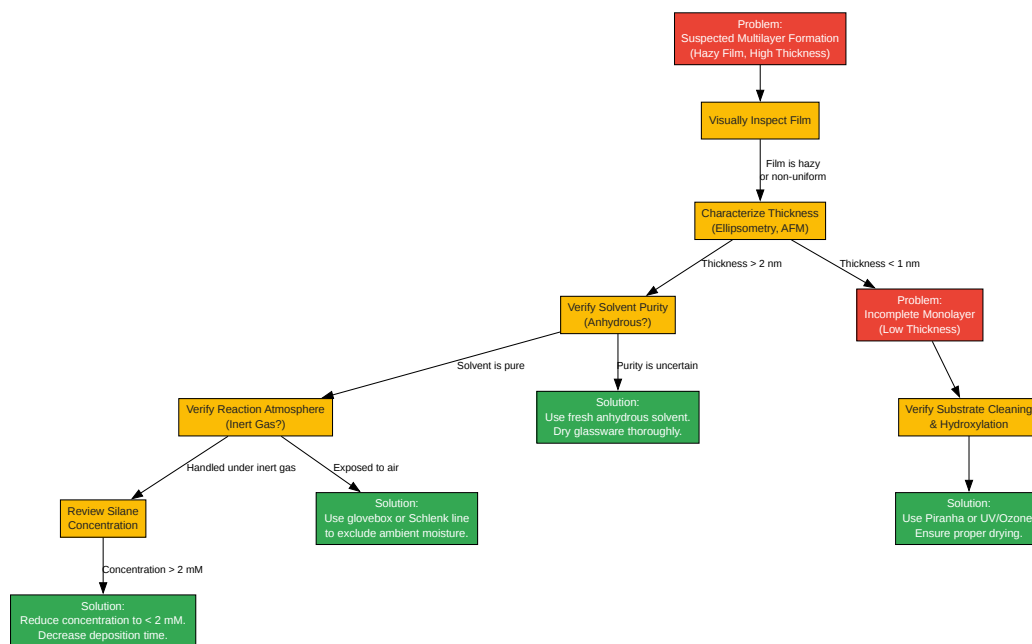 Problem:
Suspected Multilayer Formation
(Hazy Film, High Thickness)
Visually Inspect Film
Film is hazy
or non-uniform
Characterize Thickness
(Ellipsometry, AFM)
Thickness > 2 nm
Thickness < 1 nm
Verify Solvent Purity
(Anhydrous?)
Problem:
Incomplete Monolayer
(Low Thickness)
Solvent is pure
Purity is uncertain
Verify Reaction Atmosphere
(Inert Gas?)
Solution:
Use fresh anhydrous solvent.
Dry glassware thoroughly.
Verify Substrate Cleaning
& Hydroxylation
Handled under inert gas
Exposed to air
Review Silane
Concentration
Solution:
Use glovebox or Schlenk line
to exclude ambient moisture.
Solution:
Use Piranha or UV/Ozone
Ensure proper drying.
Concentration > 2 mM
Solution:
Reduce concentration to < 2 mM.
Decrease deposition time.